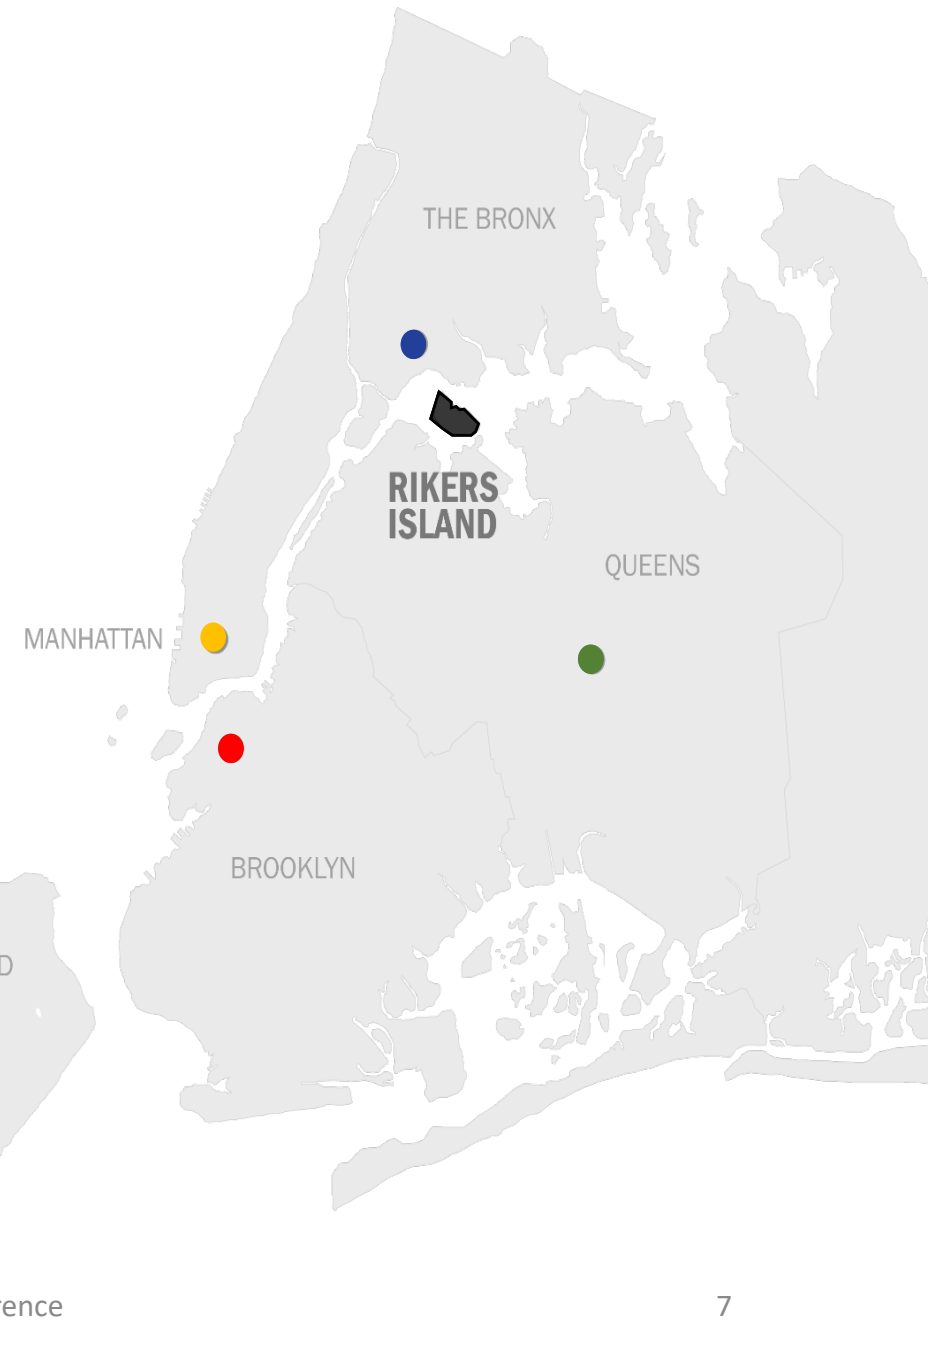 THE BRONX
RIKERS
ISLAND
QUEENS
MANHATTAN
BROOKLYN
D
rence
7